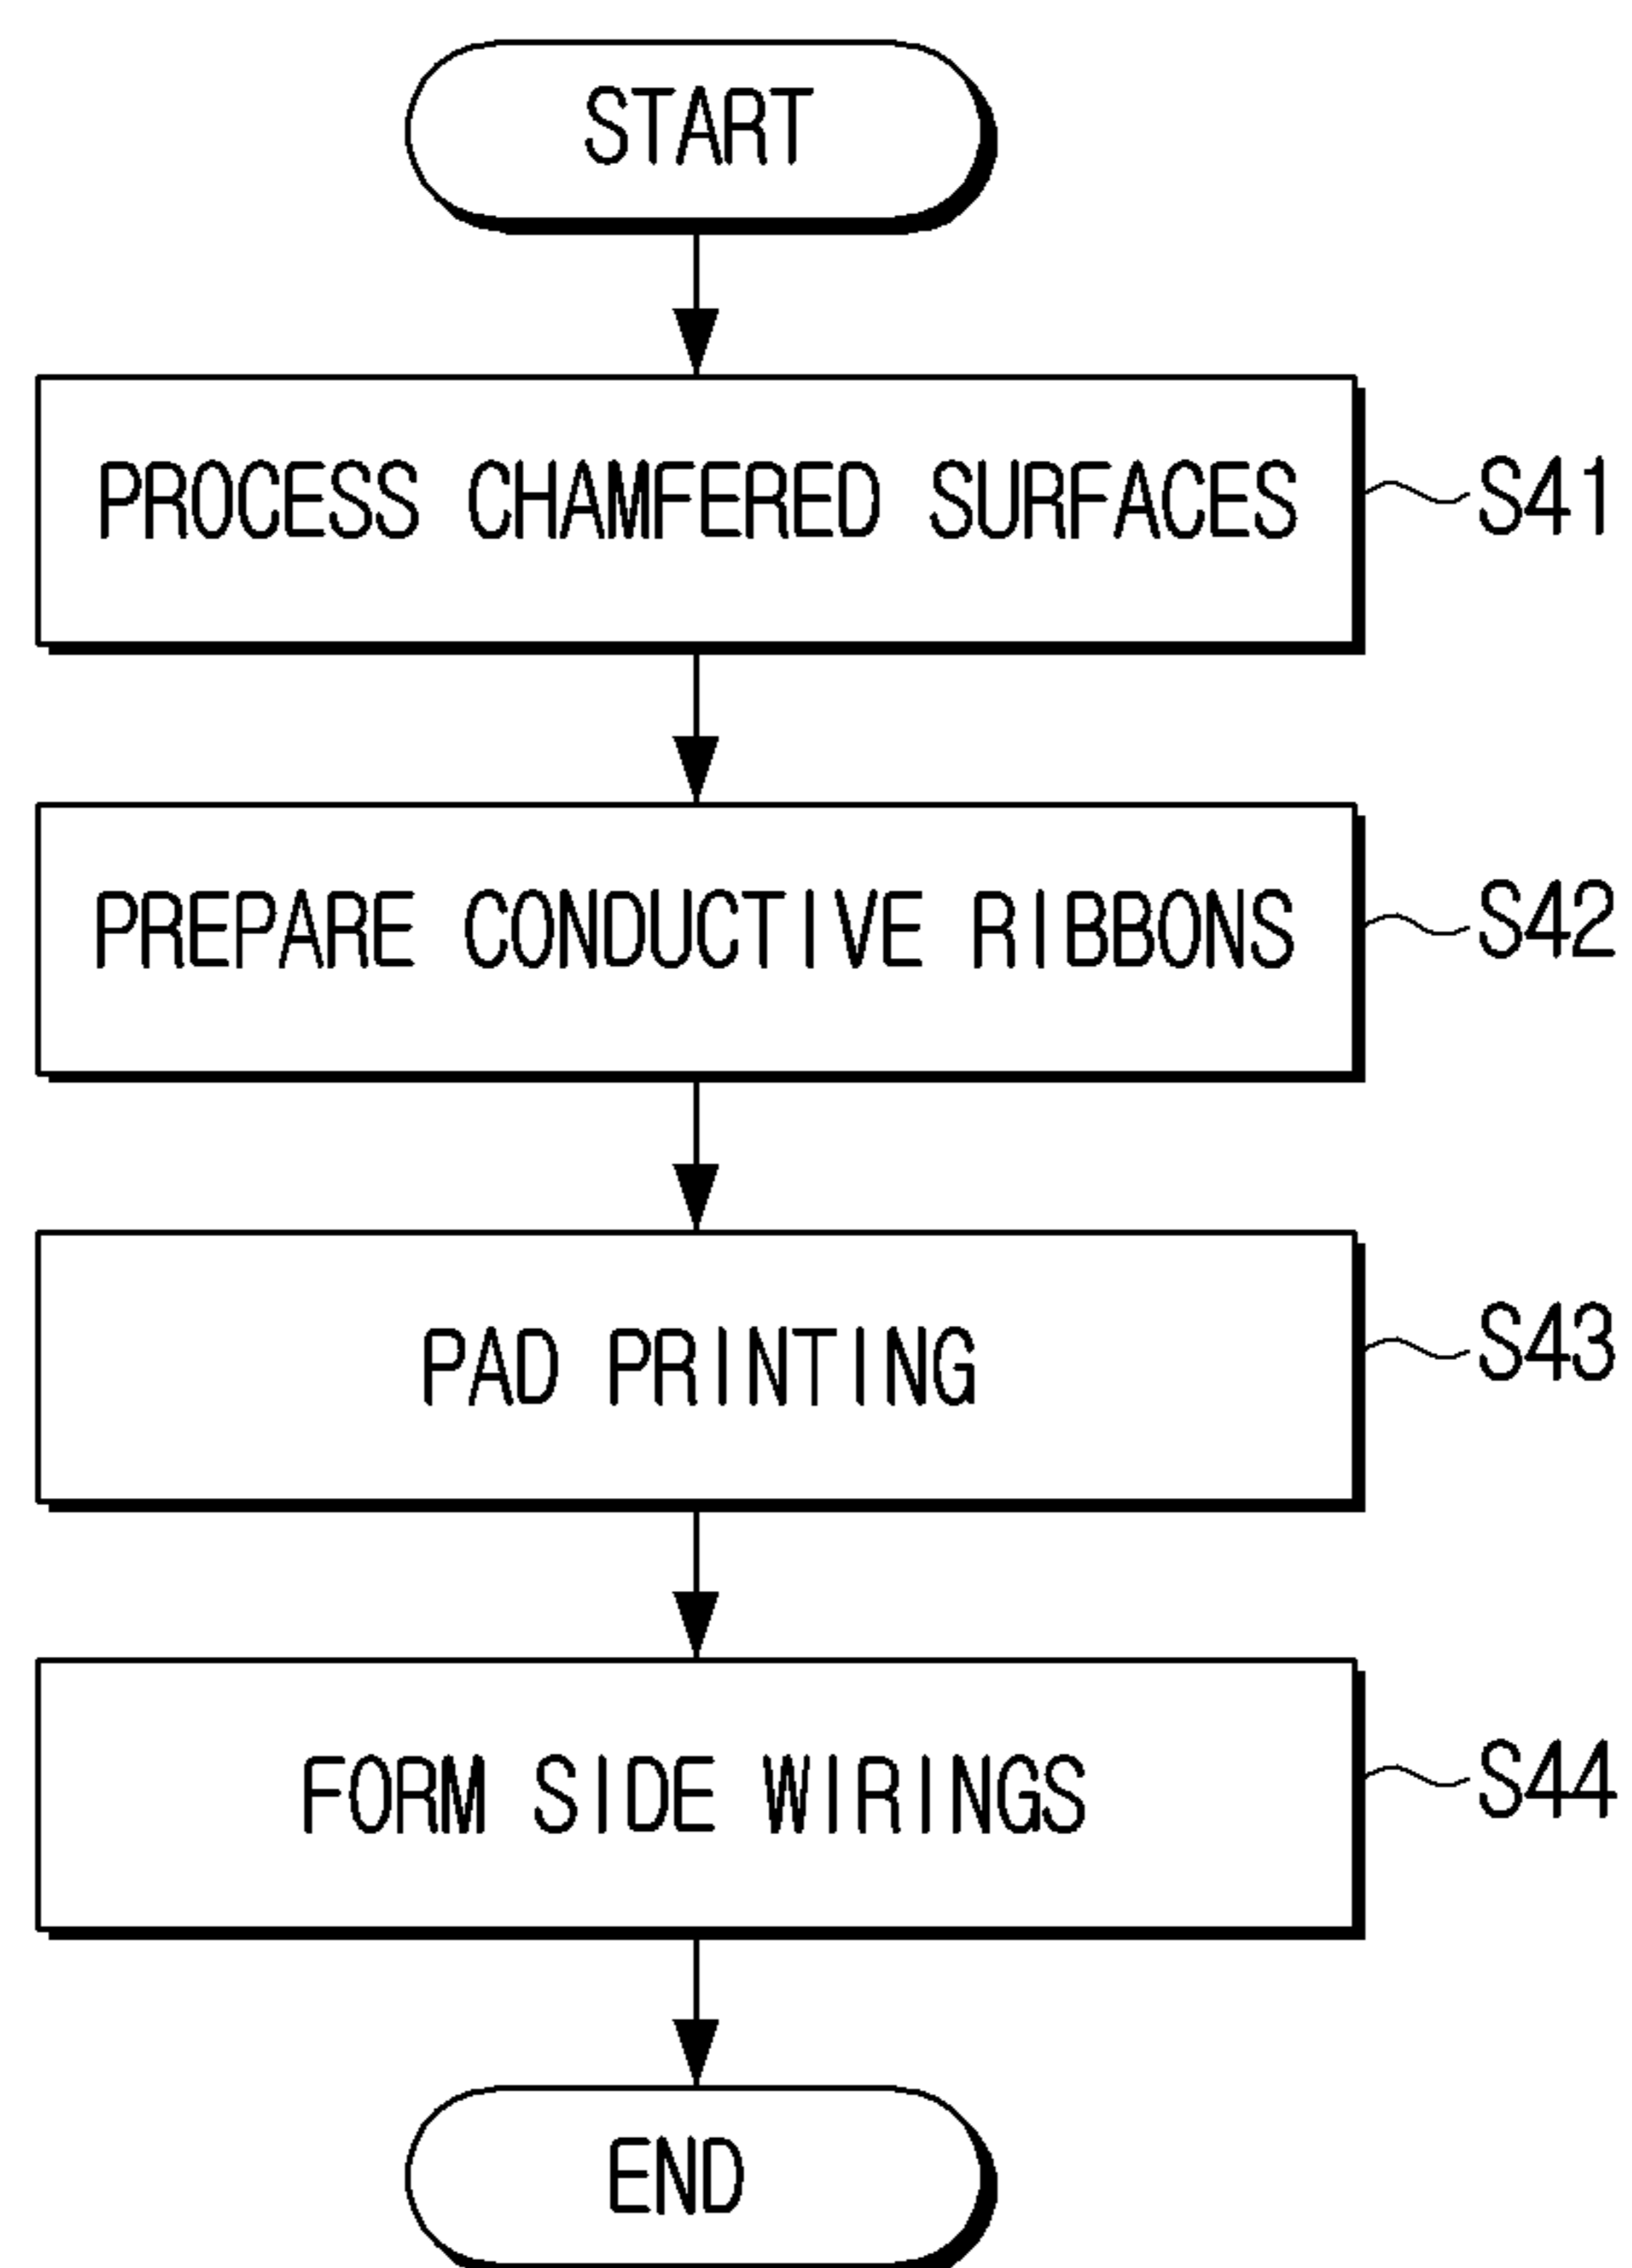 START
PROCESS CHAMFERED SURFACES
S41
PREPARE CONDUCTIVE RIBBONS
S42
PAD PRINTING
S43
FORM SIDE WIRINGS
S44
END